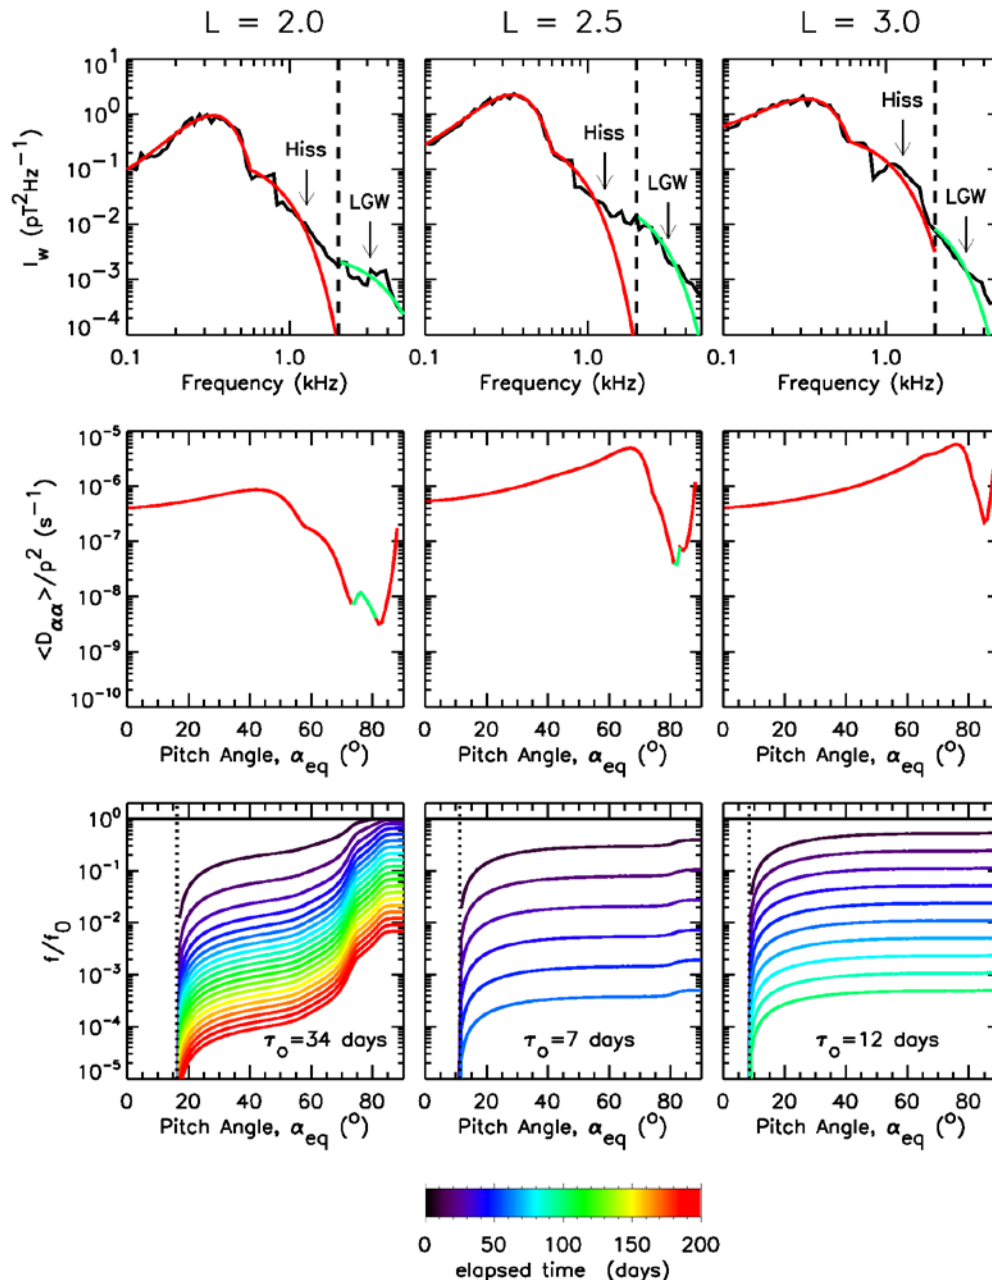 L = 2.0 L = 2.5 L = 3.0
I_w (pT²Hz⁻¹)
10¹ 10⁰ 10⁻¹ 10⁻² 10⁻³ 10⁻⁴
Hiss LGW Hiss LGW Hiss LGW
0.1 1.0 0.1 1.0 0.1 1.0
Frequency (kHz) Frequency (kHz) Frequency (kHz)
<D_αα>/p² (s⁻¹)
10⁻⁵ 10⁻⁶ 10⁻⁷ 10⁻⁸ 10⁻⁹ 10⁻¹⁰
0 20 40 60 80 0 20 40 60 80 0 20 40 60 80
Pitch Angle, α_eq (°) Pitch Angle, α_eq (°) Pitch Angle, α_eq (°)
f/f₀
10⁰ 10⁻¹ 10⁻² 10⁻³ 10⁻⁴ 10⁻⁵
τ₀=34 days τ₀=7 days τ₀=12 days
0 20 40 60 80 0 20 40 60 80 0 20 40 60 80
Pitch Angle, α_eq (°) Pitch Angle, α_eq (°) Pitch Angle, α_eq (°)
0 50 100 150 200
elapsed time (days)